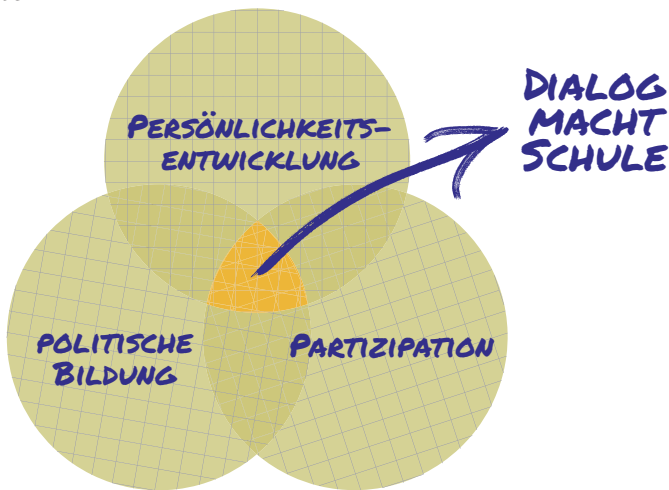 PERSÖNLICHKEITS-
ENTWICKLUNG
DIALOG
MACHT
SCHULE
POLITISCHE
BILDUNG
PARTIZIPATION